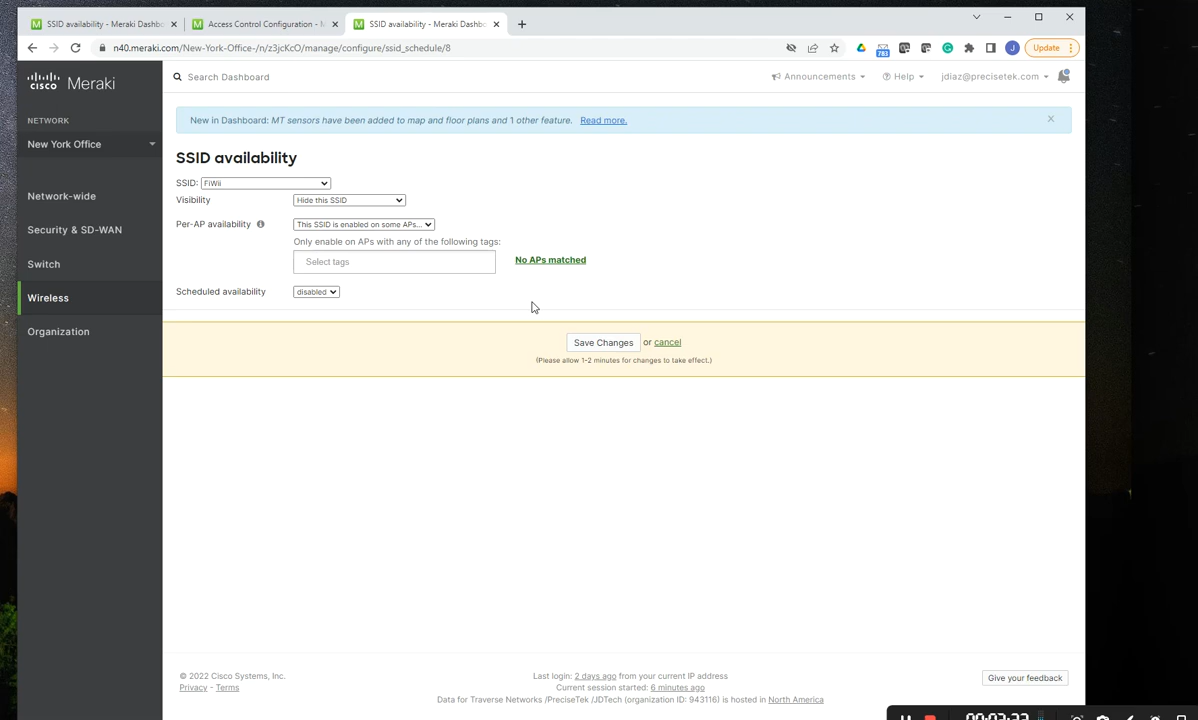 SSID availability - Meraki Dashbo
Access Control Configuration - M
SSID availability - Meraki Dashbo
n40.meraki.com/New-York-Office-/n/z3jcKcO/manage/configure/ssid_schedule/8
783
J
Update
CISCO Meraki
Search Dashboard
Announcements
Help
jdiaz@precisetek.com
NETWORK
New York Office
Network-wide
Security & SD-WAN
Switch
Wireless
Organization
New in Dashboard: MT sensors have been added to map and floor plans and 1 other feature. Read more.
SSID availability
SSID: FiWii
Visibility Hide this SSID
Per-AP availability This SSID is enabled on some APs...
Only enable on APs with any of the following tags:
Select tags No APs matched
Scheduled availability disabled
Save Changes or cancel
(Please allow 1-2 minutes for changes to take effect.)
© 2022 Cisco Systems, Inc.
Privacy - Terms
Last login: 2 days ago from your current IP address
Current session started: 6 minutes ago
Data for Traverse Networks /PreciseTek /JDTech (organization ID: 943116) is hosted in North America
Give your feedback